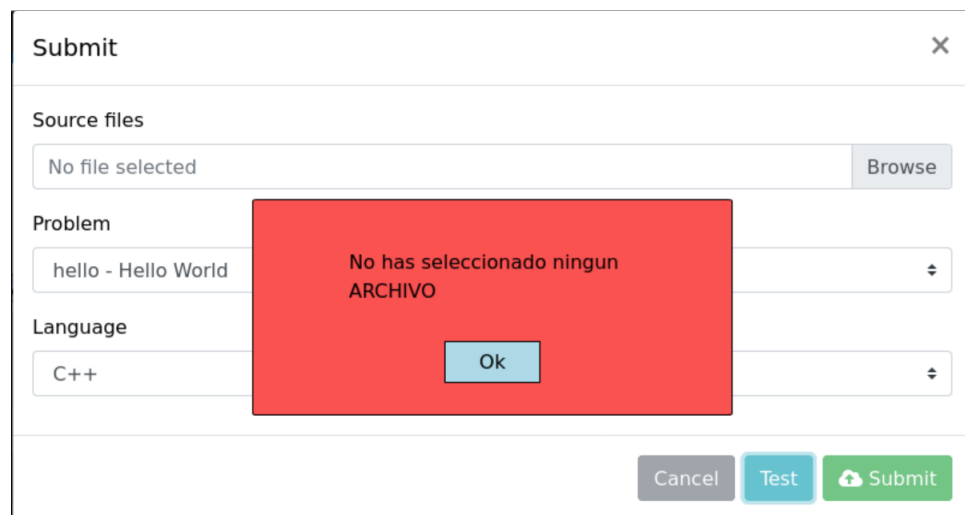 Submit
×
Source files
No file selected
Browse
Problem
hello - Hello World
No has seleccionado ningun
ARCHIVO
Ok
Language
C++
Cancel
Test
Submit